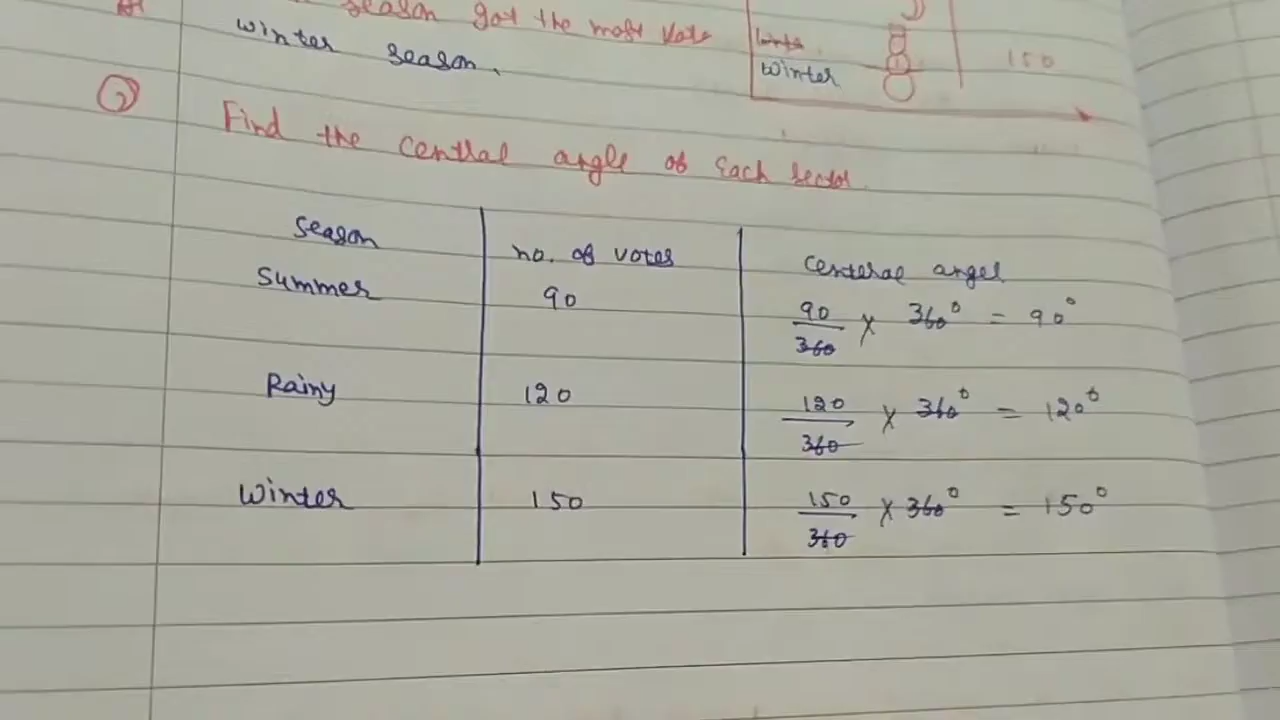 season got the most vote
winter season.
winter
150
Q
Find the central angle of each sector.
Season | no. of votes | centeral angel
Summer | 90 | 90/360 × 360° = 90°
Rainy | 120 | 120/360 × 360° = 120°
Winter | 150 | 150/360 × 360° = 150°